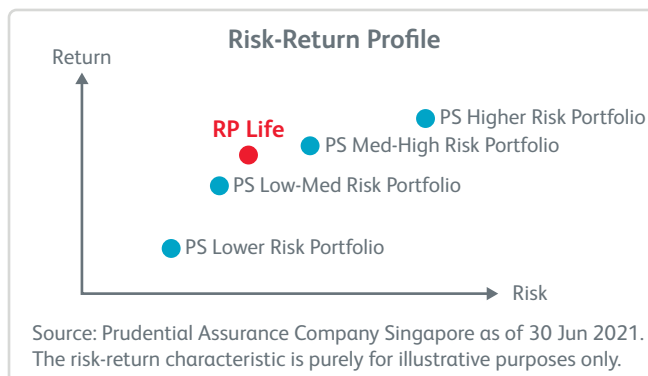 Risk-Return Profile
Return
PS Higher Risk Portfolio
RP Life
PS Med-High Risk Portfolio
PS Low-Med Risk Portfolio
PS Lower Risk Portfolio
Risk
Source: Prudential Assurance Company Singapore as of 30 Jun 2021.
The risk-return characteristic is purely for illustrative purposes only.